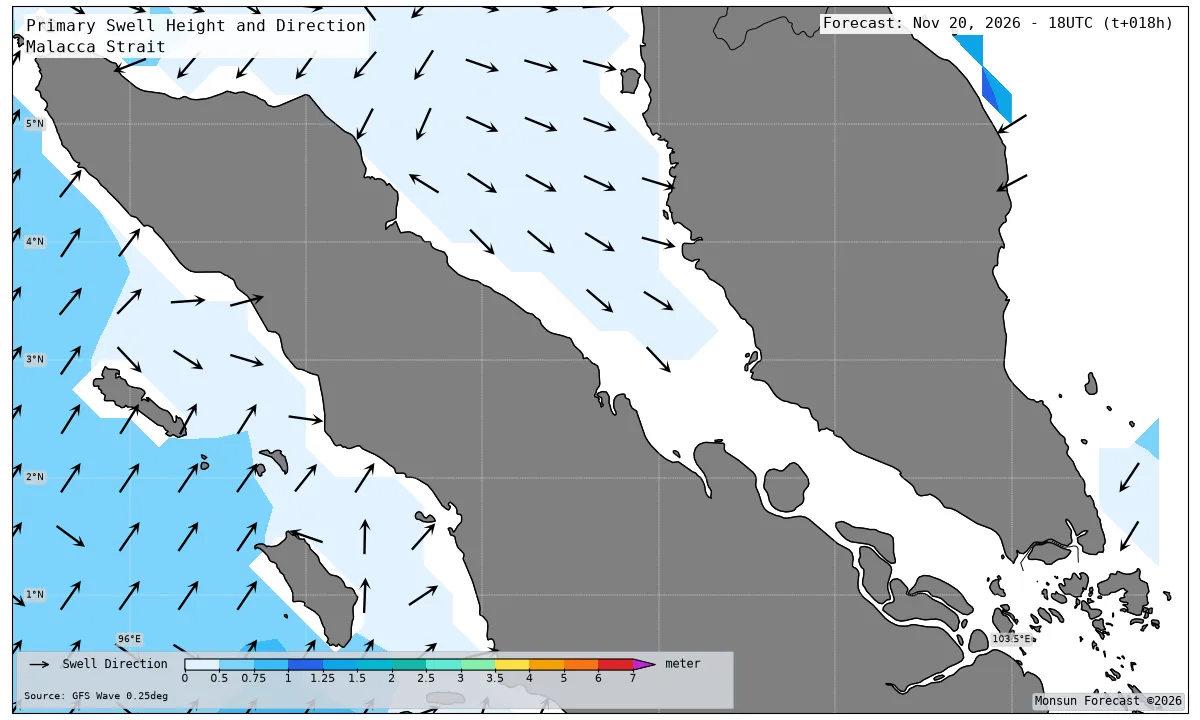 Primary Swell Height and Direction
Malacca Strait
Forecast: Nov 20, 2026 - 18UTC (t+018h)
5°N
4°N
3°N
2°N
1°N
96°E
103.5°E
Swell Direction
meter
0 0.5 0.75 1 1.25 1.5 2 2.5 3 3.5 4 5 6 7
Source: GFS Wave 0.25deg
Monsun Forecast ©2026